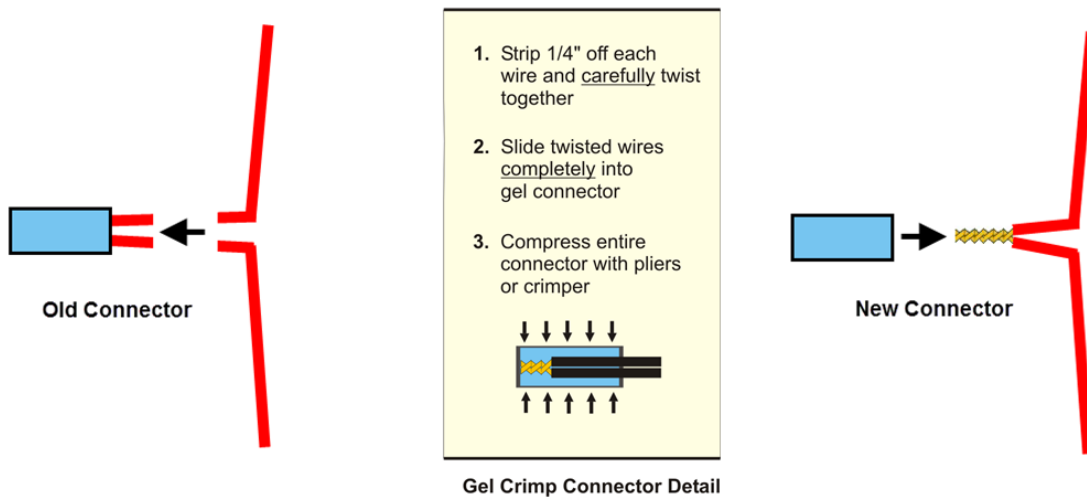 Old Connector
1. Strip 1/4" off each
wire and carefully twist
together
2. Slide twisted wires
completely into
gel connector
3. Compress entire
connector with pliers
or crimper
Gel Crimp Connector Detail
New Connector